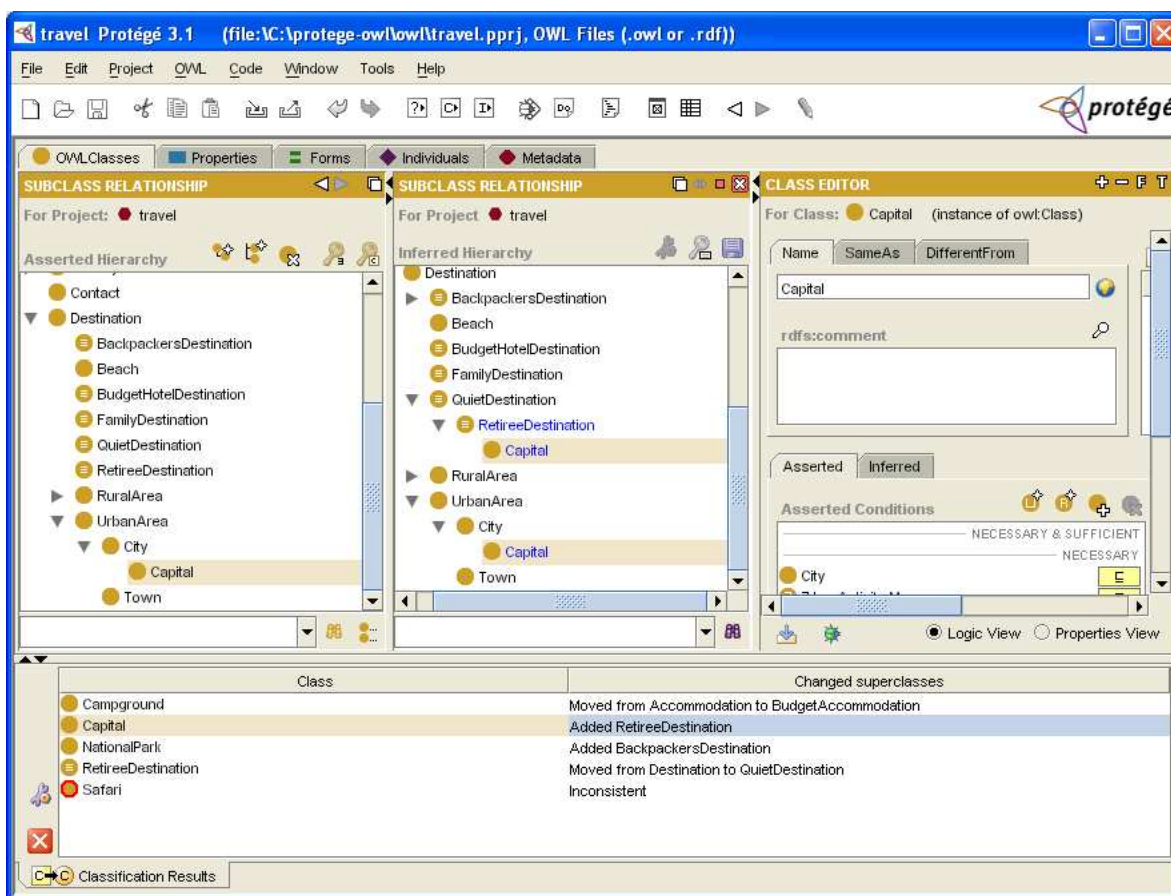 travel Protégé 3.1 (file:\C:\protege-owl\owl\travel.pprj, OWL Files (.owl or .rdf))
File Edit Project OWL Code Window Tools Help
protégé
OWLClasses Properties Forms Individuals Metadata
SUBCLASS RELATIONSHIP
For Project: travel
Asserted Hierarchy
Contact
Destination
BackpackersDestination
Beach
BudgetHotelDestination
FamilyDestination
QuietDestination
RetireeDestination
RuralArea
UrbanArea
City
Capital
Town
SUBCLASS RELATIONSHIP
For Project travel
Inferred Hierarchy
Destination
BackpackersDestination
Beach
BudgetHotelDestination
FamilyDestination
QuietDestination
RetireeDestination
Capital
RuralArea
UrbanArea
City
Capital
Town
CLASS EDITOR
F T
For Class: Capital (instance of owl:Class)
Name SameAs DifferentFrom
Capital
rdfs:comment
Asserted Inferred
Asserted Conditions
NECESSARY & SUFFICIENT
NECESSARY
City
Logic View Properties View
Class Changed superclasses
Campground Moved from Accommodation to BudgetAccommodation
Capital Added RetireeDestination
NationalPark Added BackpackersDestination
RetireeDestination Moved from Destination to QuietDestination
Safari Inconsistent
C C Classification Results